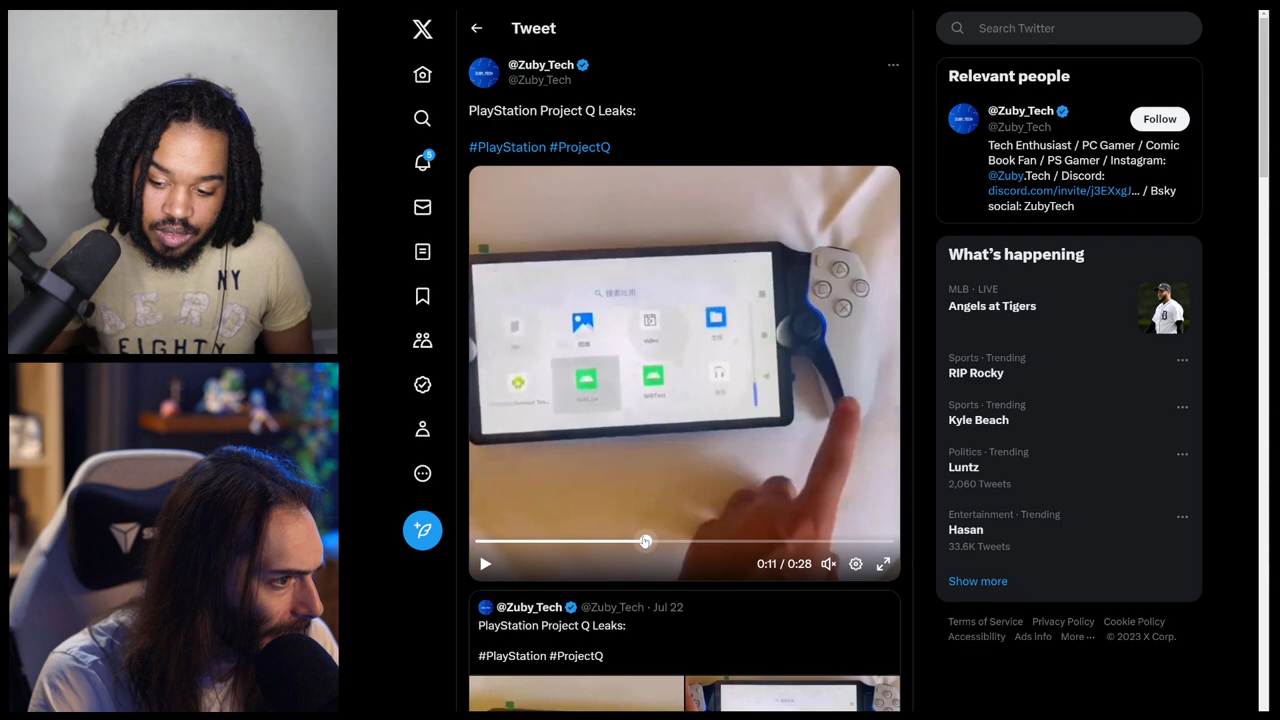 NY
AERO
EIGHTY
5
Tweet
@Zuby_Tech
@Zuby_Tech
PlayStation Project Q Leaks:
#PlayStation #ProjectQ
Video
0:11 / 0:28
@Zuby_Tech @Zuby_Tech · Jul 22
PlayStation Project Q Leaks:
#PlayStation #ProjectQ
Search Twitter
Relevant people
@Zuby_Tech
@Zuby_Tech
Follow
Tech Enthusiast / PC Gamer / Comic
Book Fan / PS Gamer / Instagram:
@Zuby.Tech / Discord:
discord.com/invite/j3EXxgJ… / Bsky
social: ZubyTech
What’s happening
MLB · LIVE
Angels at Tigers
Sports · Trending
RIP Rocky
Sports · Trending
Kyle Beach
Politics · Trending
Luntz
2,060 Tweets
Entertainment · Trending
Hasan
33.6K Tweets
Show more
Terms of Service Privacy Policy Cookie Policy
Accessibility Ads info More ··· © 2023 X Corp.